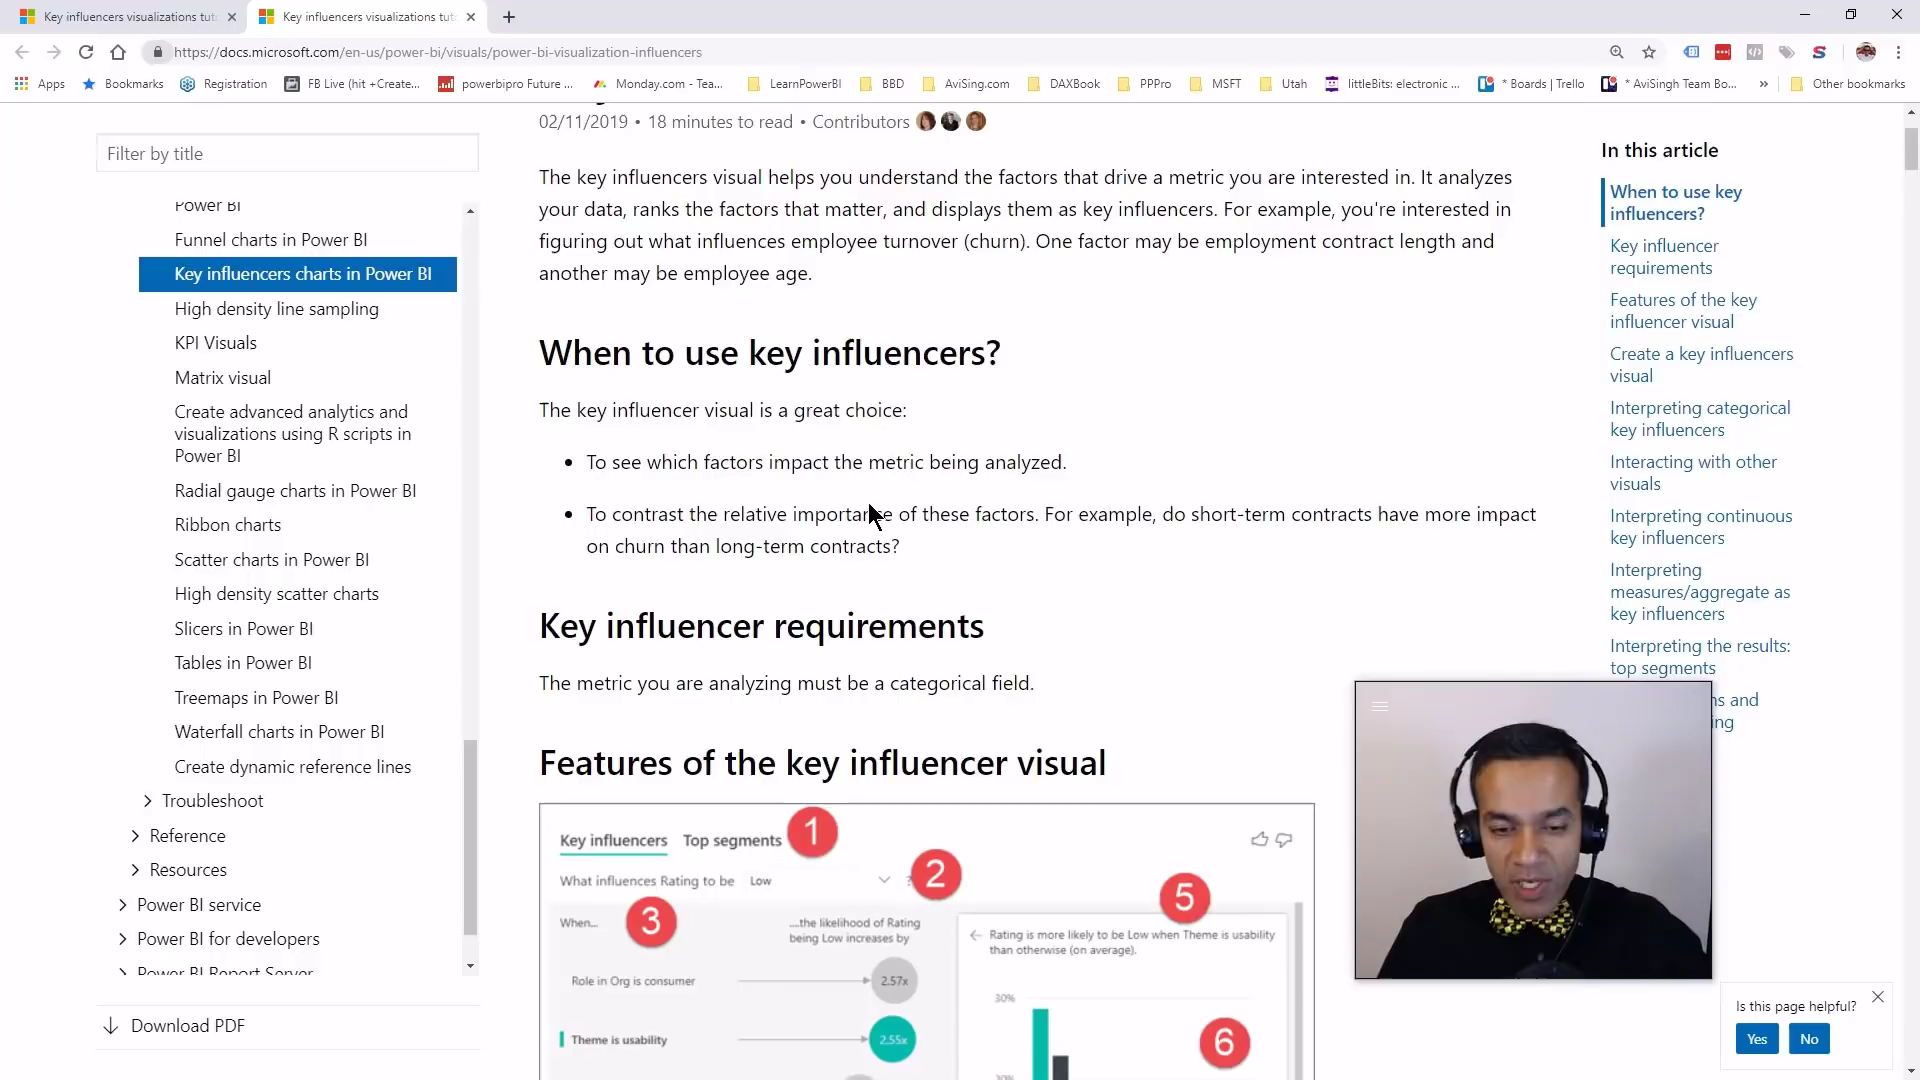 Key influencers visualizations tut
Key influencers visualizations tut
https://docs.microsoft.com/en-us/power-bi/visuals/power-bi-visualization-influencers
Apps
Bookmarks
Registration
FB Live (hit +Create...
powerbipro Future ...
Monday.com - Tea...
LearnPowerBI
BBD
AviSing.com
DAXBook
PPPro
MSFT
Utah
littleBits: electronic ...
* Boards | Trello
* AviSingh Team Bo...
»
Other bookmarks
02/11/2019 • 18 minutes to read • Contributors
Filter by title
The key influencers visual helps you understand the factors that drive a metric you are interested in. It analyzes
your data, ranks the factors that matter, and displays them as key influencers. For example, you're interested in
figuring out what influences employee turnover (churn). One factor may be employment contract length and
another may be employee age.
When to use key influencers?
The key influencer visual is a great choice:
• To see which factors impact the metric being analyzed.
• To contrast the relative importance of these factors. For example, do short-term contracts have more impact
on churn than long-term contracts?
Key influencer requirements
The metric you are analyzing must be a categorical field.
Features of the key influencer visual
Key influencers Top segments 1
What influences Rating to be Low ? 2
When... 3
....the likelihood of Rating
being Low increases by
5
Rating is more likely to be Low when Theme is usability
than otherwise (on average).
Role in Org is consumer 2.57x
30%
Theme is usability 2.55x
6
20%
Power BI
Funnel charts in Power BI
Key influencers charts in Power BI
High density line sampling
KPI Visuals
Matrix visual
Create advanced analytics and
visualizations using R scripts in
Power BI
Radial gauge charts in Power BI
Ribbon charts
Scatter charts in Power BI
High density scatter charts
Slicers in Power BI
Tables in Power BI
Treemaps in Power BI
Waterfall charts in Power BI
Create dynamic reference lines
Troubleshoot
Reference
Resources
Power BI service
Power BI for developers
Power BI Report Server
Download PDF
In this article
When to use key
influencers?
Key influencer
requirements
Features of the key
influencer visual
Create a key influencers
visual
Interpreting categorical
key influencers
Interacting with other
visuals
Interpreting continuous
key influencers
Interpreting
measures/aggregate as
key influencers
Interpreting the results:
top segments
ns and
ing
Is this page helpful?
Yes No